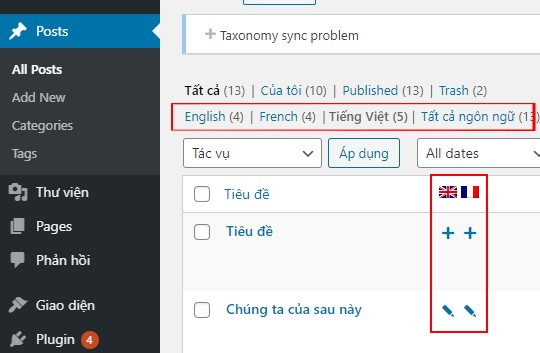 Posts
All Posts
Add New
Categories
Tags
Thư viện
Pages
Phản hồi
Giao diện
Plugin 4
+ Taxonomy sync problem
Tất cả (13) | Của tôi (10) | Published (13) | Trash (2)
English (4) | French (4) | Tiếng Việt (5) | Tất cả ngôn ngữ (13)
Tác vụ Áp dụng All dates
Tiêu đề
Tiêu đề + +
Chúng ta của sau này